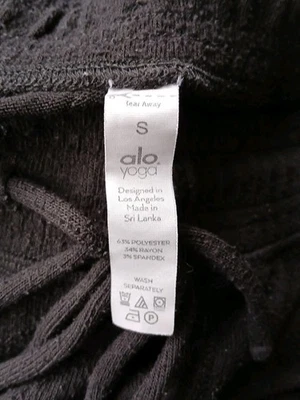 Tear Away
S
alo
yoga
Designed in
Los Angeles
Made in
Sri Lanka
63% POLYESTER
34% RAYON
3% SPANDEX
WASH
SEPARATELY
P